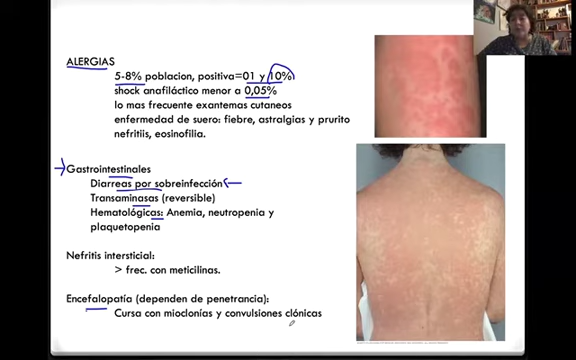 ALERGIAS
5-8% poblacion, positiva=01 y 10%
shock anafiláctico menor a 0,05%
lo mas frecuente exantemas cutaneos
enfermedad de suero: fiebre, astralgias y prurito
nefritiis, eosinofilia.
Gastrointestinales
Diarreas por sobreinfección
Transaminasas (reversible)
Hematológicas: Anemia, neutropenia y
plaquetopenia
Nefritis intersticial:
> frec. con meticilinas.
Encefalopatía (dependen de penetrancia):
Cursa con mioclonías y convulsiones clónicas